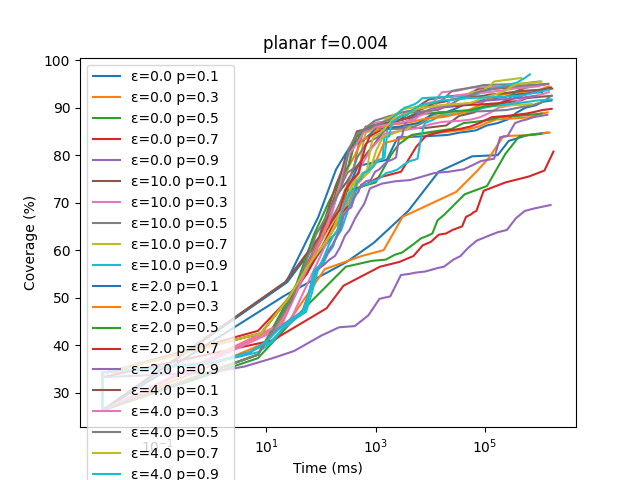 planar f=0.004
100
90
80
70
60
50
40
30
Coverage (%)
ε=0.0 p=0.1
ε=0.0 p=0.3
ε=0.0 p=0.5
ε=0.0 p=0.7
ε=0.0 p=0.9
ε=10.0 p=0.1
ε=10.0 p=0.3
ε=10.0 p=0.5
ε=10.0 p=0.7
ε=10.0 p=0.9
ε=2.0 p=0.1
ε=2.0 p=0.3
ε=2.0 p=0.5
ε=2.0 p=0.7
ε=2.0 p=0.9
ε=4.0 p=0.1
ε=4.0 p=0.3
ε=4.0 p=0.5
ε=4.0 p=0.7
ε=4.0 p=0.9
10⁻¹ 10¹ 10³ 10⁵
Time (ms)